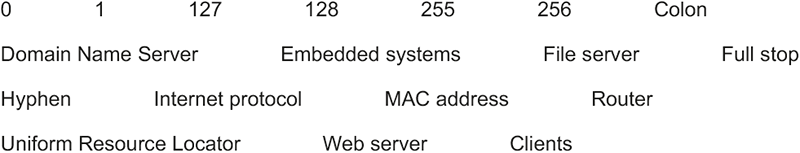 0 1 127 128 255 256 Colon
Domain Name Server Embedded systems File server Full stop
Hyphen Internet protocol MAC address Router
Uniform Resource Locator Web server Clients